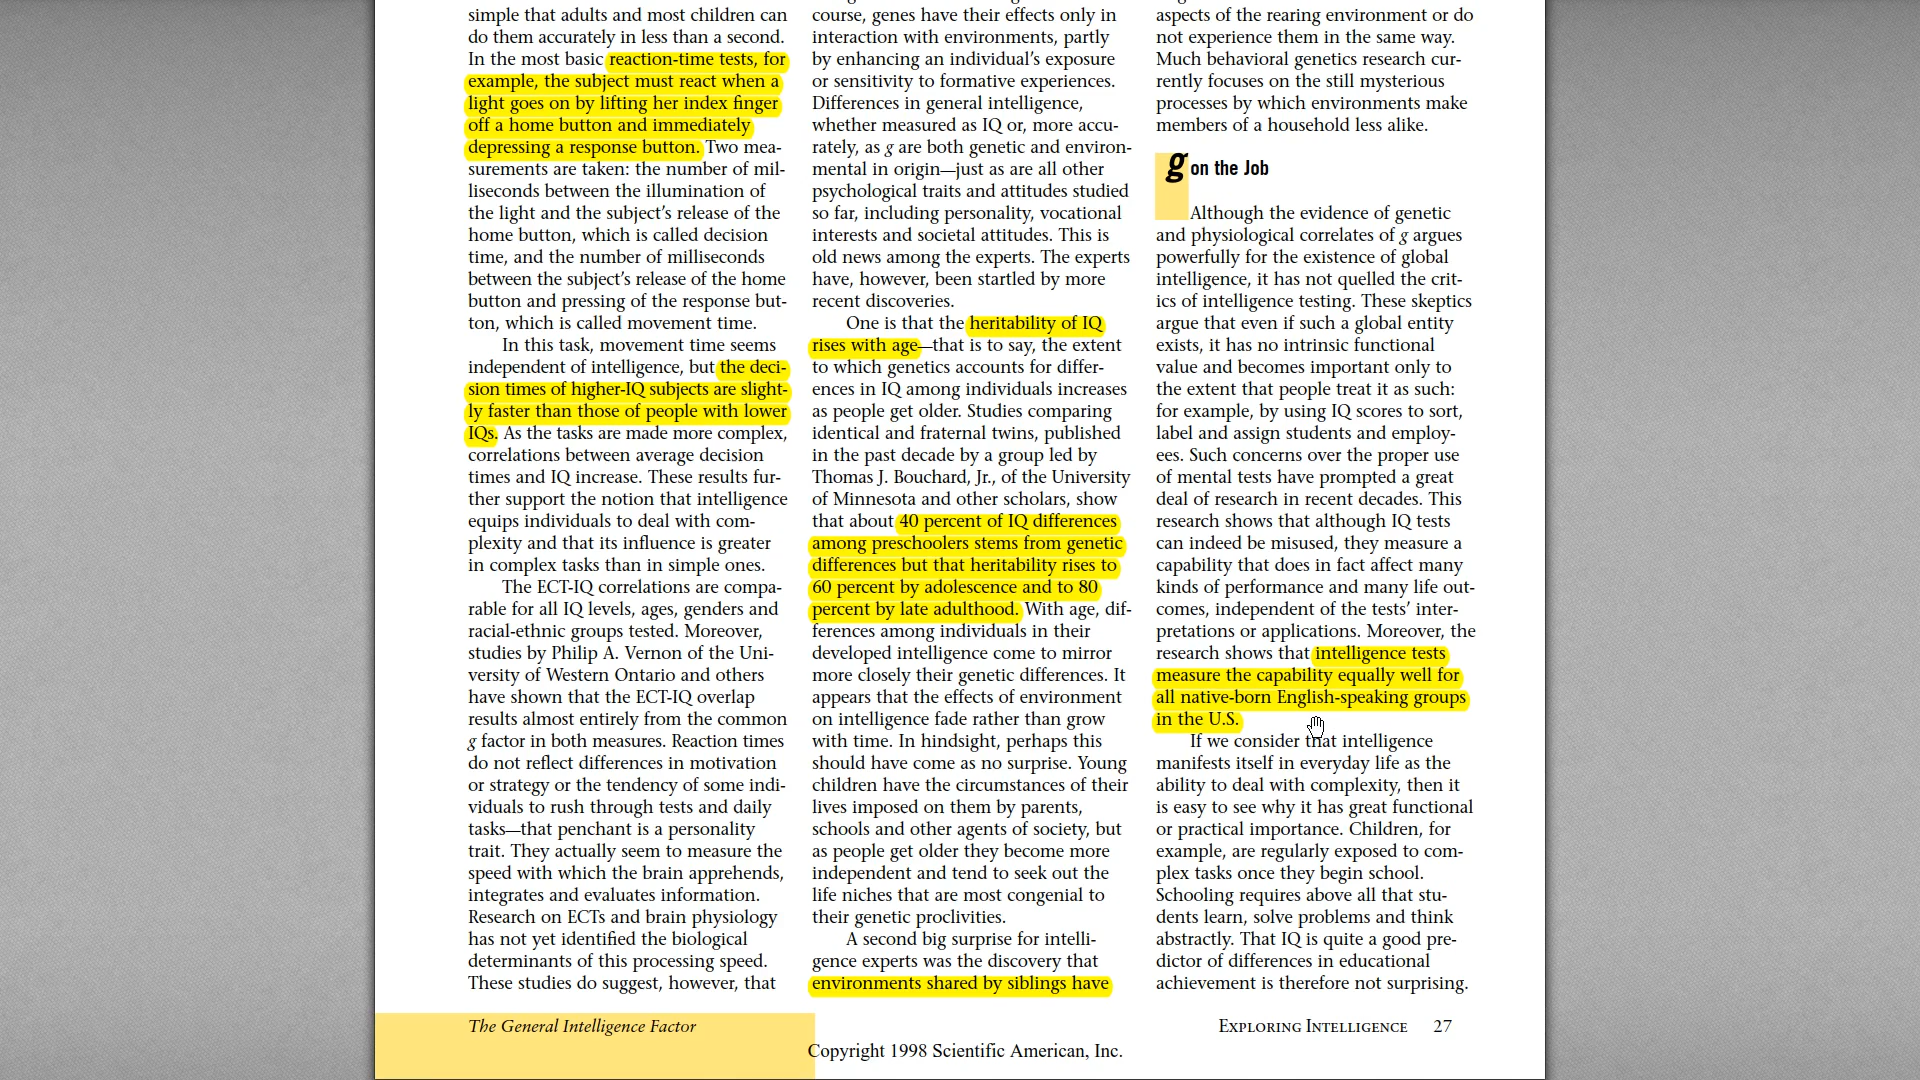 simple that adults and most children can
do them accurately in less than a second.
In the most basic reaction-time tests, for
example, the subject must react when a
light goes on by lifting her index finger
off a home button and immediately
depressing a response button. Two mea-
surements are taken: the number of mil-
liseconds between the illumination of
the light and the subject's release of the
home button, which is called decision
time, and the number of milliseconds
between the subject's release of the home
button and pressing of the response but-
ton, which is called movement time.
In this task, movement time seems
independent of intelligence, but the deci-
sion times of higher-IQ subjects are slight-
ly faster than those of people with lower
IQs. As the tasks are made more complex,
correlations between average decision
times and IQ increase. These results fur-
ther support the notion that intelligence
equips individuals to deal with com-
plexity and that its influence is greater
in complex tasks than in simple ones.
The ECT-IQ correlations are compa-
rable for all IQ levels, ages, genders and
racial-ethnic groups tested. Moreover,
studies by Philip A. Vernon of the Uni-
versity of Western Ontario and others
have shown that the ECT-IQ overlap
results almost entirely from the common
g factor in both measures. Reaction times
do not reflect differences in motivation
or strategy or the tendency of some indi-
viduals to rush through tests and daily
tasks—that penchant is a personality
trait. They actually seem to measure the
speed with which the brain apprehends,
integrates and evaluates information.
Research on ECTs and brain physiology
has not yet identified the biological
determinants of this processing speed.
These studies do suggest, however, that
course, genes have their effects only in
interaction with environments, partly
by enhancing an individual's exposure
or sensitivity to formative experiences.
Differences in general intelligence,
whether measured as IQ or, more accu-
rately, as g are both genetic and environ-
mental in origin—just as are all other
psychological traits and attitudes studied
so far, including personality, vocational
interests and societal attitudes. This is
old news among the experts. The experts
have, however, been startled by more
recent discoveries.
One is that the heritability of IQ
rises with age—that is to say, the extent
to which genetics accounts for differ-
ences in IQ among individuals increases
as people get older. Studies comparing
identical and fraternal twins, published
in the past decade by a group led by
Thomas J. Bouchard, Jr., of the University
of Minnesota and other scholars, show
that about 40 percent of IQ differences
among preschoolers stems from genetic
differences but that heritability rises to
60 percent by adolescence and to 80
percent by late adulthood. With age, dif-
ferences among individuals in their
developed intelligence come to mirror
more closely their genetic differences. It
appears that the effects of environment
on intelligence fade rather than grow
with time. In hindsight, perhaps this
should have come as no surprise. Young
children have the circumstances of their
lives imposed on them by parents,
schools and other agents of society, but
as people get older they become more
independent and tend to seek out the
life niches that are most congenial to
their genetic proclivities.
A second big surprise for intelli-
gence experts was the discovery that
environments shared by siblings have
aspects of the rearing environment or do
not experience them in the same way.
Much behavioral genetics research cur-
rently focuses on the still mysterious
processes by which environments make
members of a household less alike.
g on the Job
Although the evidence of genetic
and physiological correlates of g argues
powerfully for the existence of global
intelligence, it has not quelled the crit-
ics of intelligence testing. These skeptics
argue that even if such a global entity
exists, it has no intrinsic functional
value and becomes important only to
the extent that people treat it as such:
for example, by using IQ scores to sort,
label and assign students and employ-
ees. Such concerns over the proper use
of mental tests have prompted a great
deal of research in recent decades. This
research shows that although IQ tests
can indeed be misused, they measure a
capability that does in fact affect many
kinds of performance and many life out-
comes, independent of the tests' inter-
pretations or applications. Moreover, the
research shows that intelligence tests
measure the capability equally well for
all native-born English-speaking groups
in the U.S.
If we consider that intelligence
manifests itself in everyday life as the
ability to deal with complexity, then it
is easy to see why it has great functional
or practical importance. Children, for
example, are regularly exposed to com-
plex tasks once they begin school.
Schooling requires above all that stu-
dents learn, solve problems and think
abstractly. That IQ is quite a good pre-
dictor of differences in educational
achievement is therefore not surprising.
The General Intelligence Factor
Exploring Intelligence 27
Copyright 1998 Scientific American, Inc.